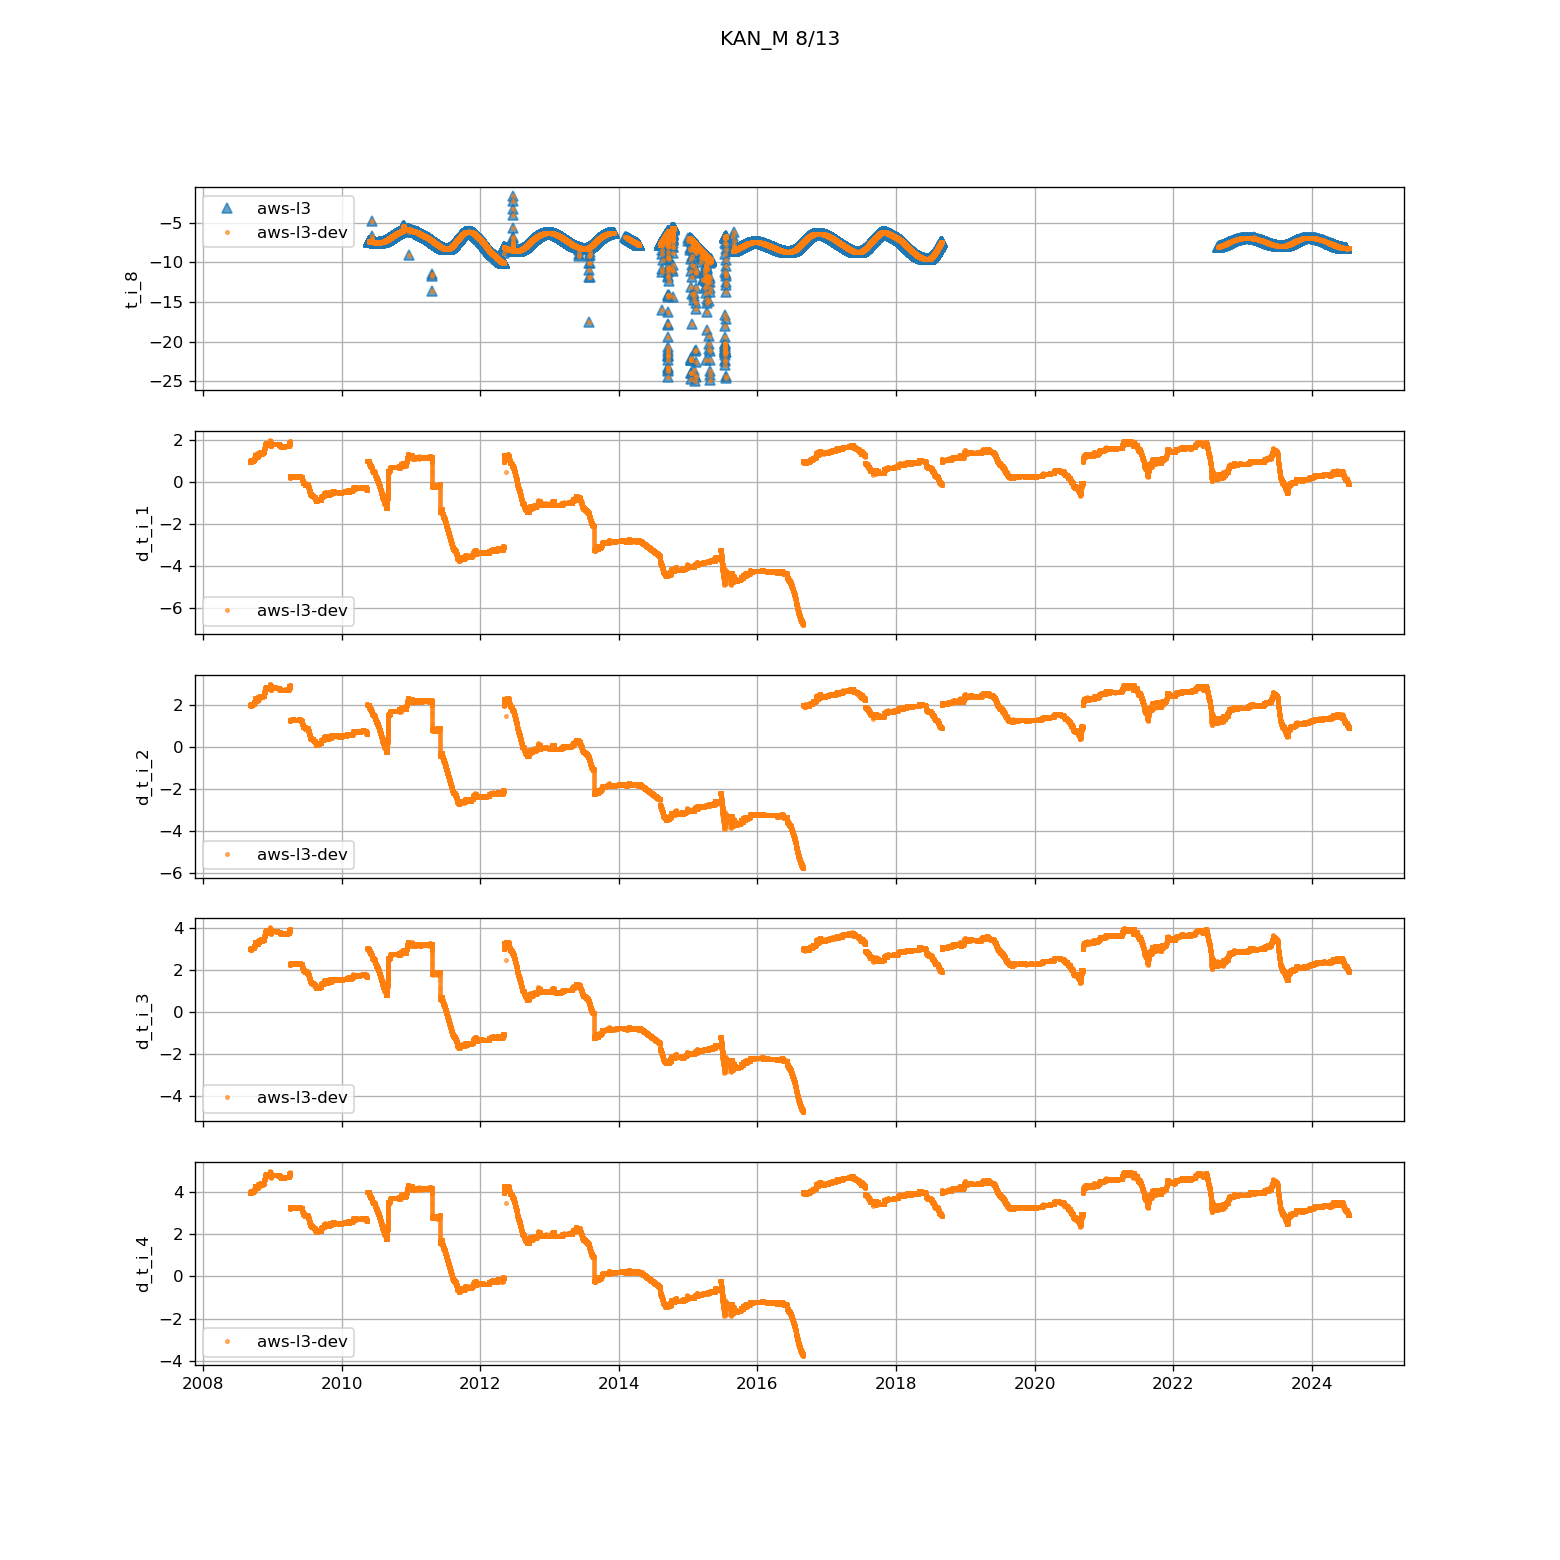 KAN_M 8/13
aws-l3
aws-l3-dev
−5
−10
−15
−20
−25
t_i_8
2
0
−2
−4
−6
d_t_i_1
aws-l3-dev
2
0
−2
−4
−6
d_t_i_2
aws-l3-dev
4
2
0
−2
−4
d_t_i_3
aws-l3-dev
4
2
0
−2
−4
d_t_i_4
aws-l3-dev
2008 2010 2012 2014 2016 2018 2020 2022 2024